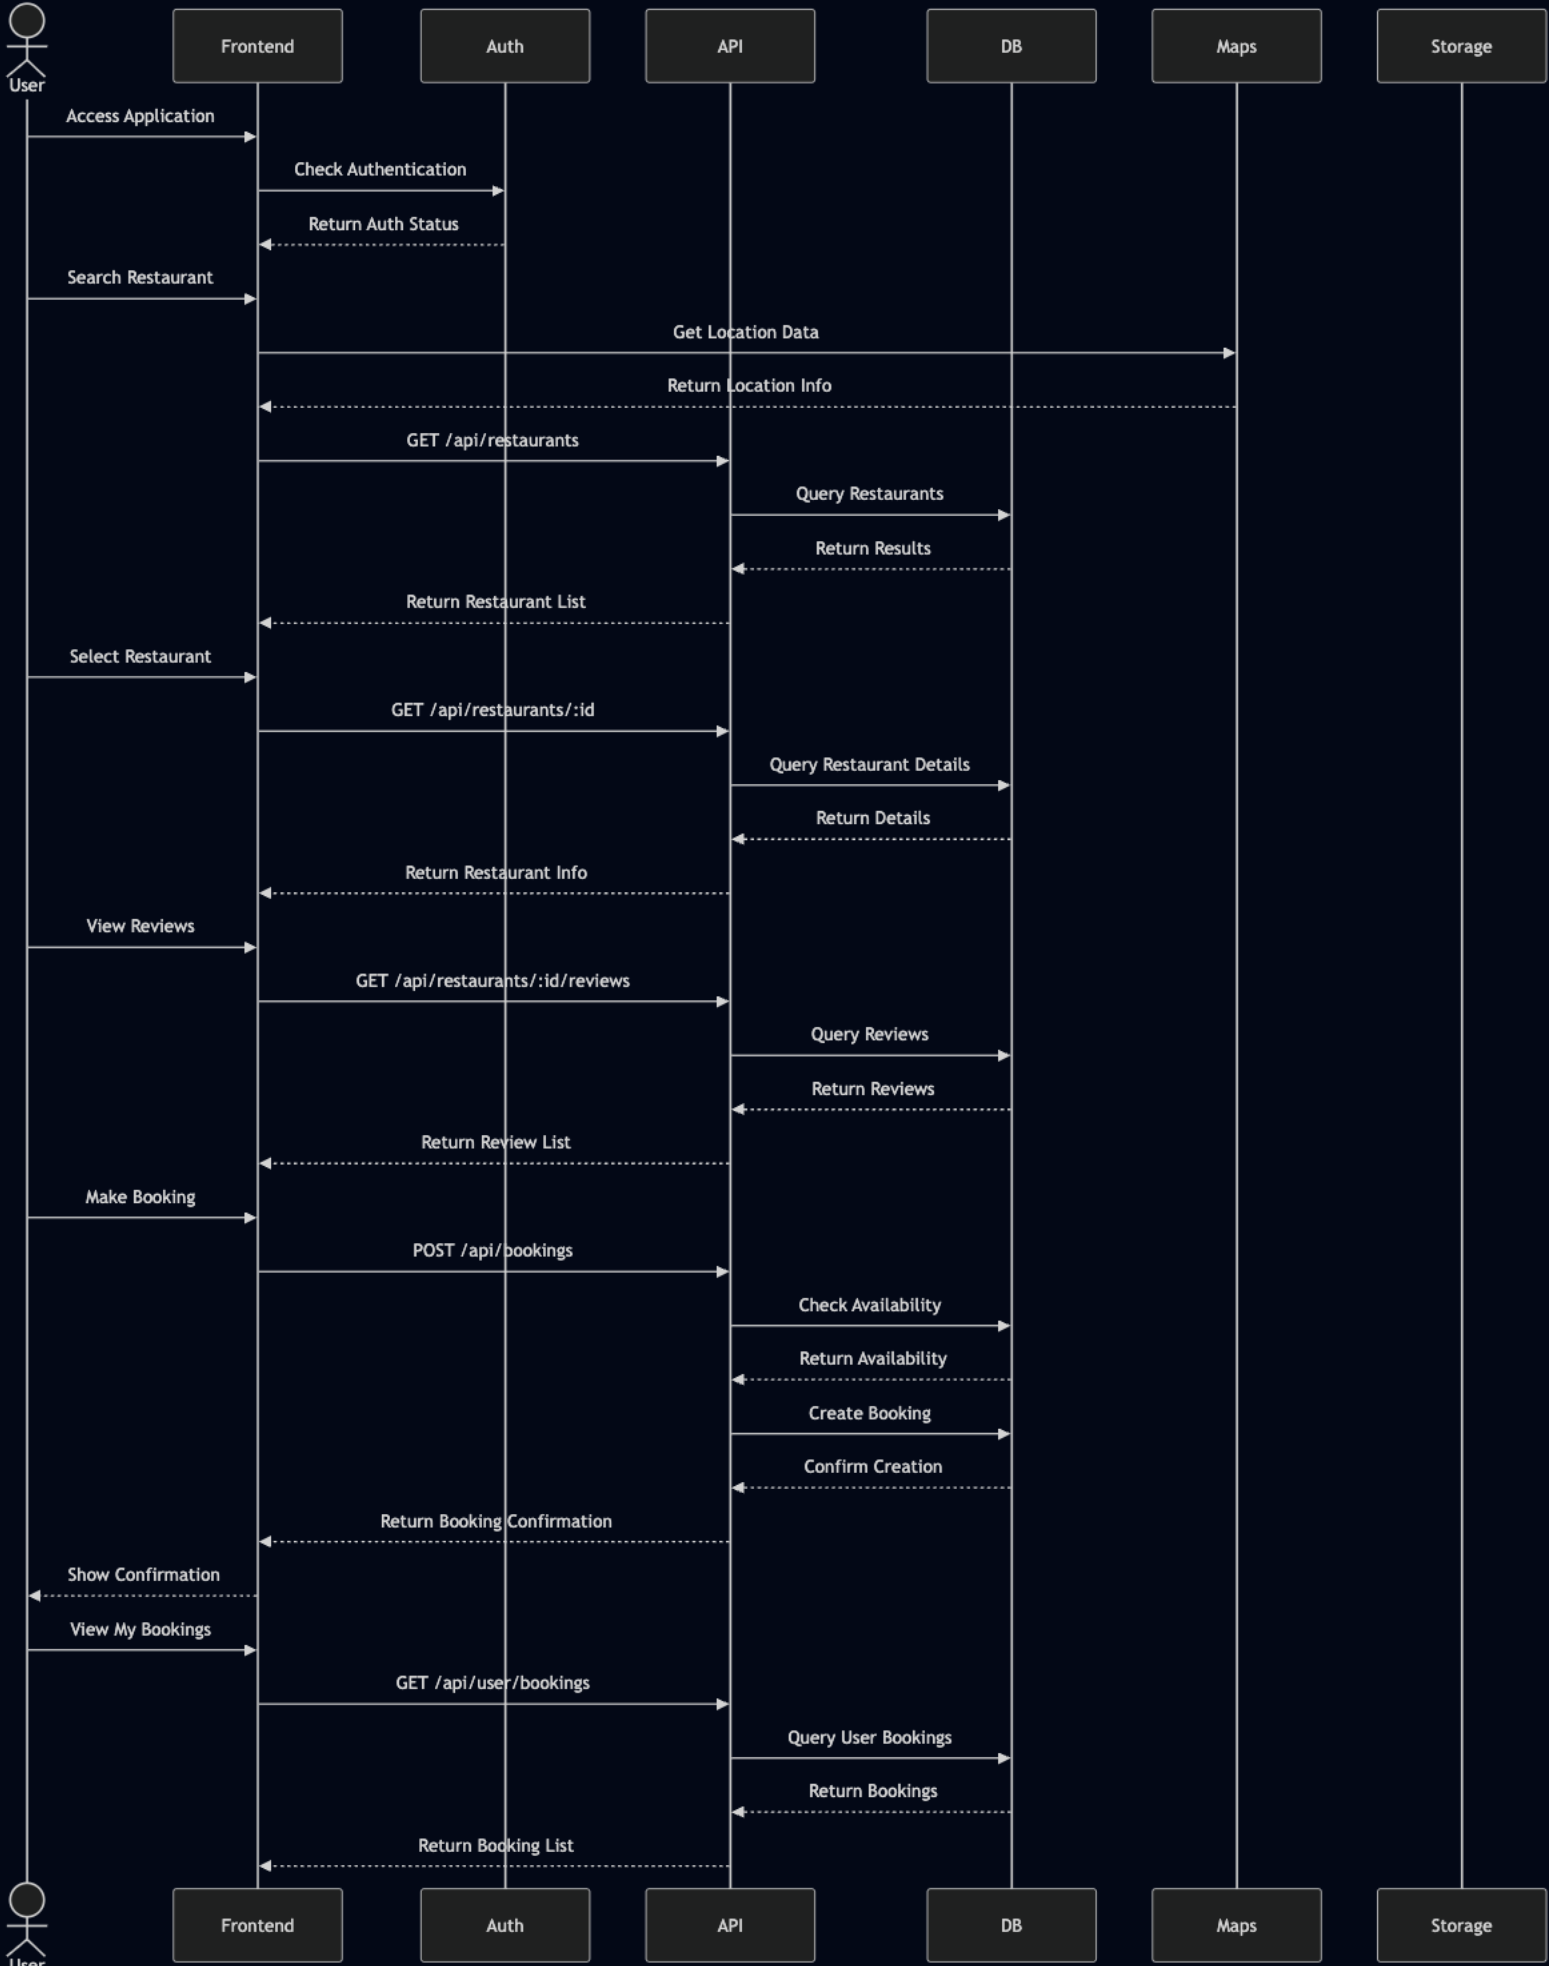 User
Frontend
Auth
API
DB
Maps
Storage
Access Application
Check Authentication
Return Auth Status
Search Restaurant
Get Location Data
Return Location Info
GET /api/restaurants
Query Restaurants
Return Results
Return Restaurant List
Select Restaurant
GET /api/restaurants/:id
Query Restaurant Details
Return Details
Return Restaurant Info
View Reviews
GET /api/restaurants/:id/reviews
Query Reviews
Return Reviews
Return Review List
Make Booking
POST /api/bookings
Check Availability
Return Availability
Create Booking
Confirm Creation
Return Booking Confirmation
Show Confirmation
View My Bookings
GET /api/user/bookings
Query User Bookings
Return Bookings
Return Booking List
User
Frontend
Auth
API
DB
Maps
Storage